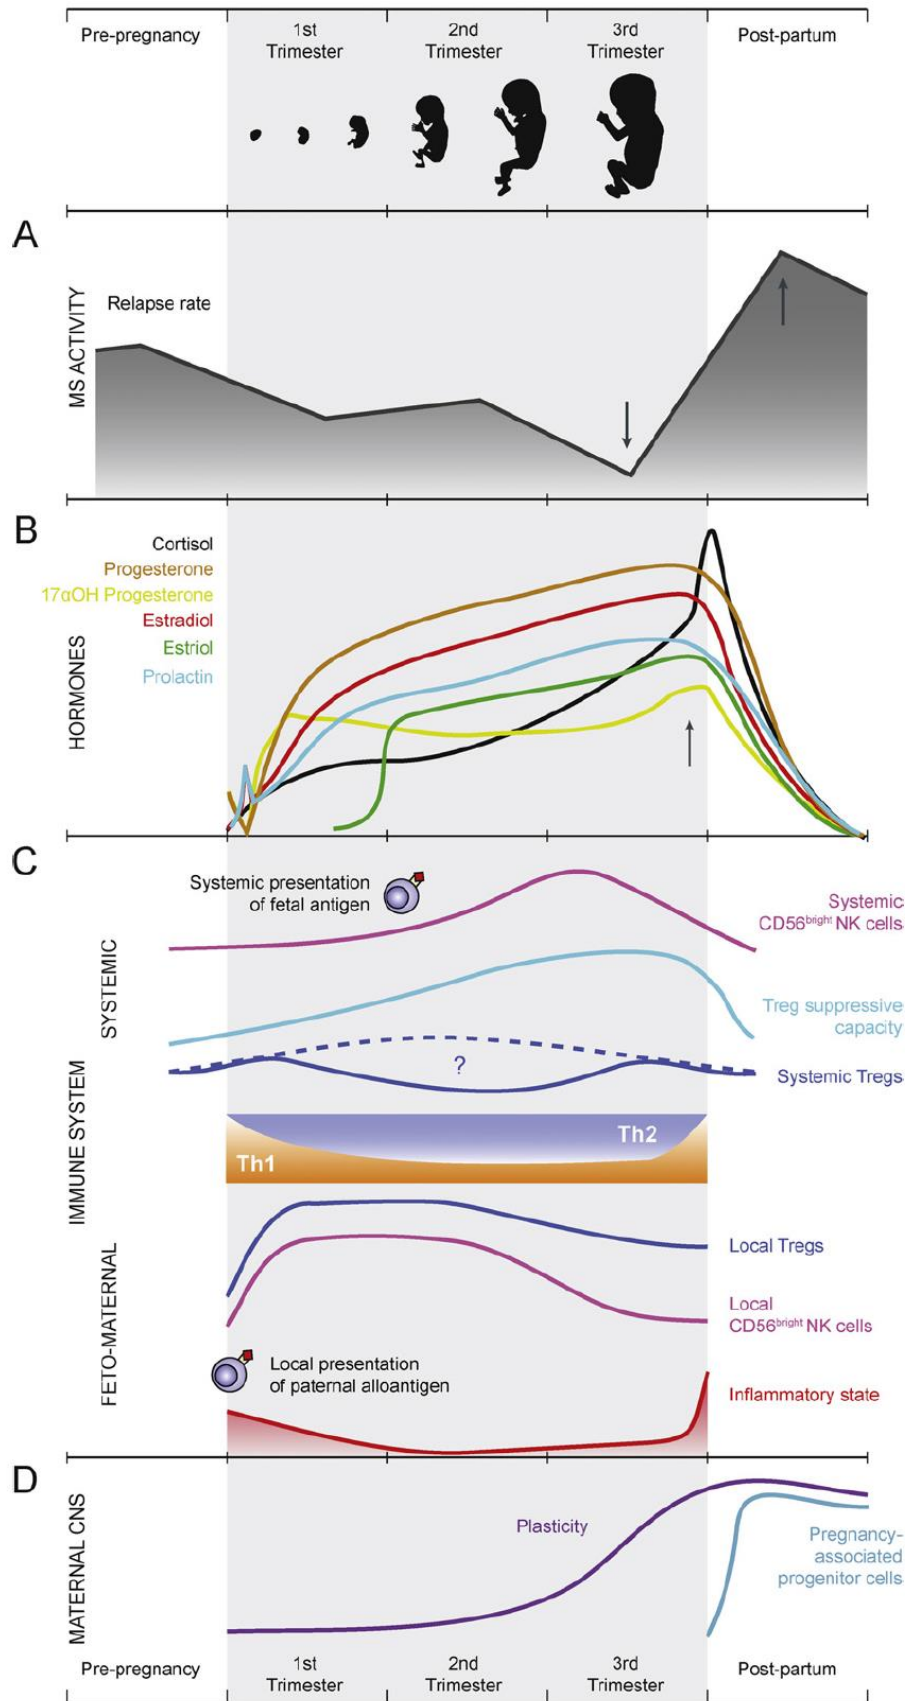 Pre-pregnancy
1st
Trimester
2nd
Trimester
3rd
Trimester
Post-partum
A
MS ACTIVITY
Relapse rate
B
HORMONES
Cortisol
Progesterone
17αOH Progesterone
Estradiol
Estriol
Prolactin
C
IMMUNE SYSTEM
SYSTEMIC
Systemic presentation
of fetal antigen
Systemic
CD56bright NK cells
Treg suppressive
capacity
?
Systemic Tregs
Th1
Th2
FETO-MATERNAL
Local Tregs
Local
CD56bright NK cells
Local presentation
of paternal alloantigen
Inflammatory state
D
MATERNAL CNS
Plasticity
Pregnancy-
associated
progenitor cells
Pre-pregnancy
1st
Trimester
2nd
Trimester
3rd
Trimester
Post-partum